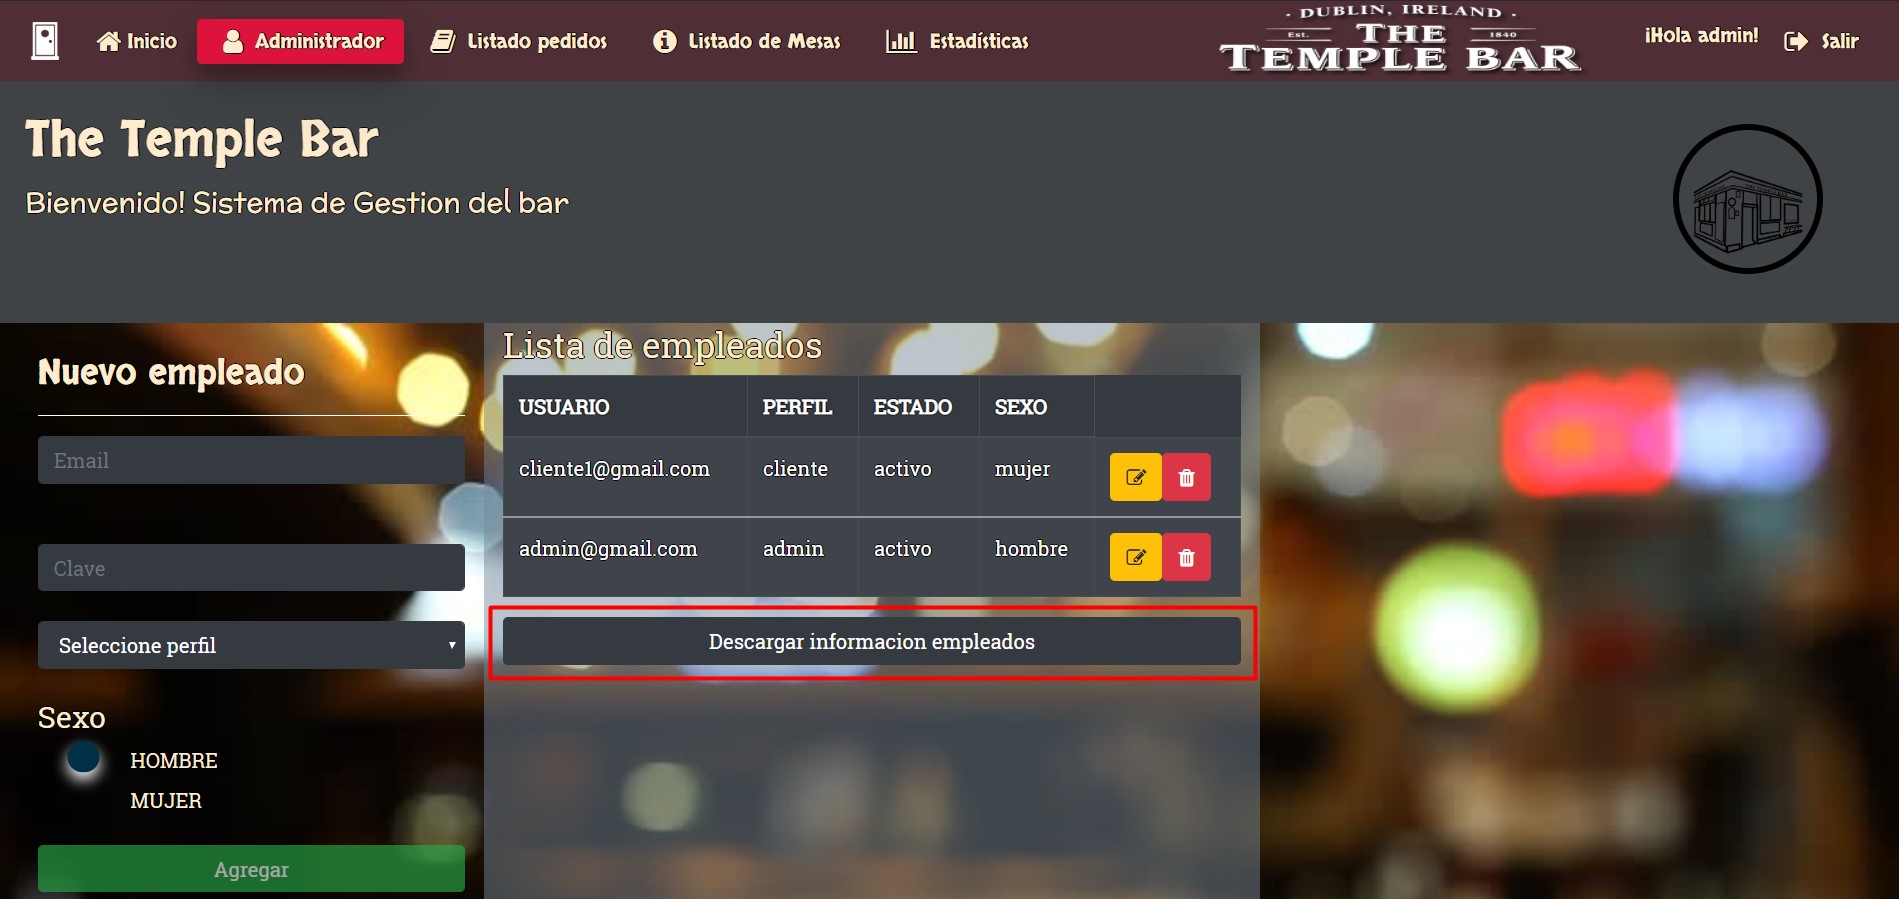 Inicio
Administrador
Listado pedidos
Listado de Mesas
Estadísticas
· DUBLIN, IRELAND ·
Est. THE 1840
TEMPLE BAR
¡Hola admin!
Salir
The Temple Bar
Bienvenido! Sistema de Gestion del bar
Nuevo empleado
Email
Clave
Seleccione perfil
Sexo
HOMBRE
MUJER
Agregar
Lista de empleados
USUARIO PERFIL ESTADO SEXO
cliente1@gmail.com cliente activo mujer
admin@gmail.com admin activo hombre
Descargar informacion empleados